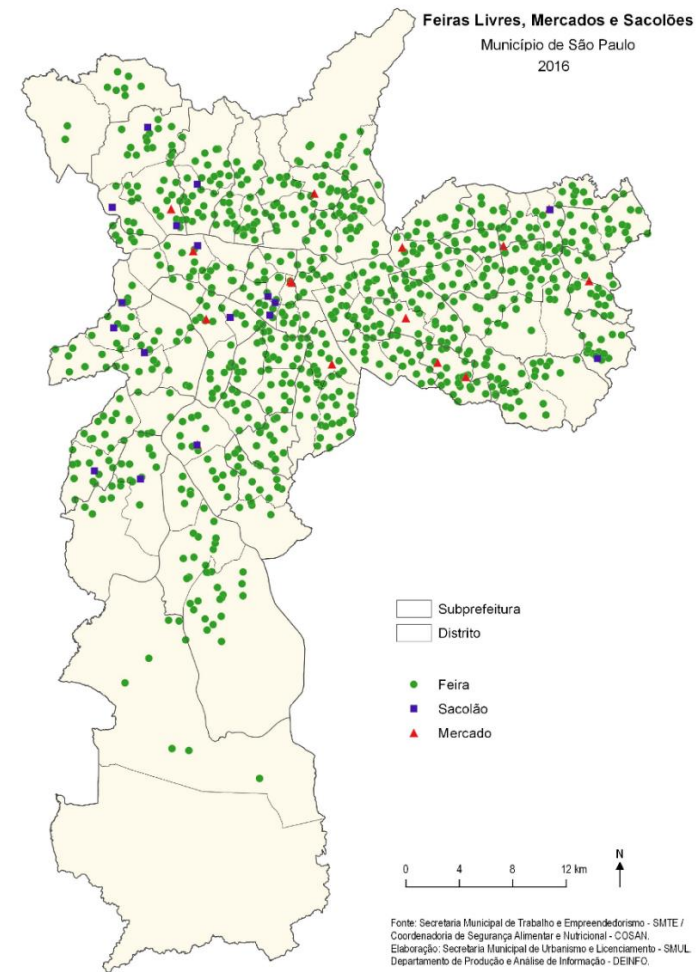 Feiras Livres, Mercados e Sacolões
Município de São Paulo
2016
Subprefeitura
Distrito
Feira
Sacolão
Mercado
0 4 8 12 km
N
Fonte: Secretaria Municipal de Trabalho e Empreendedorismo - SMTE /
Coordenadoria de Segurança Alimentar e Nutricional - COSAN.
Elaboração: Secretaria Municipal de Urbanismo e Licenciamento - SMUL.
Departamento de Produção e Análise de Informação - DEINFO.